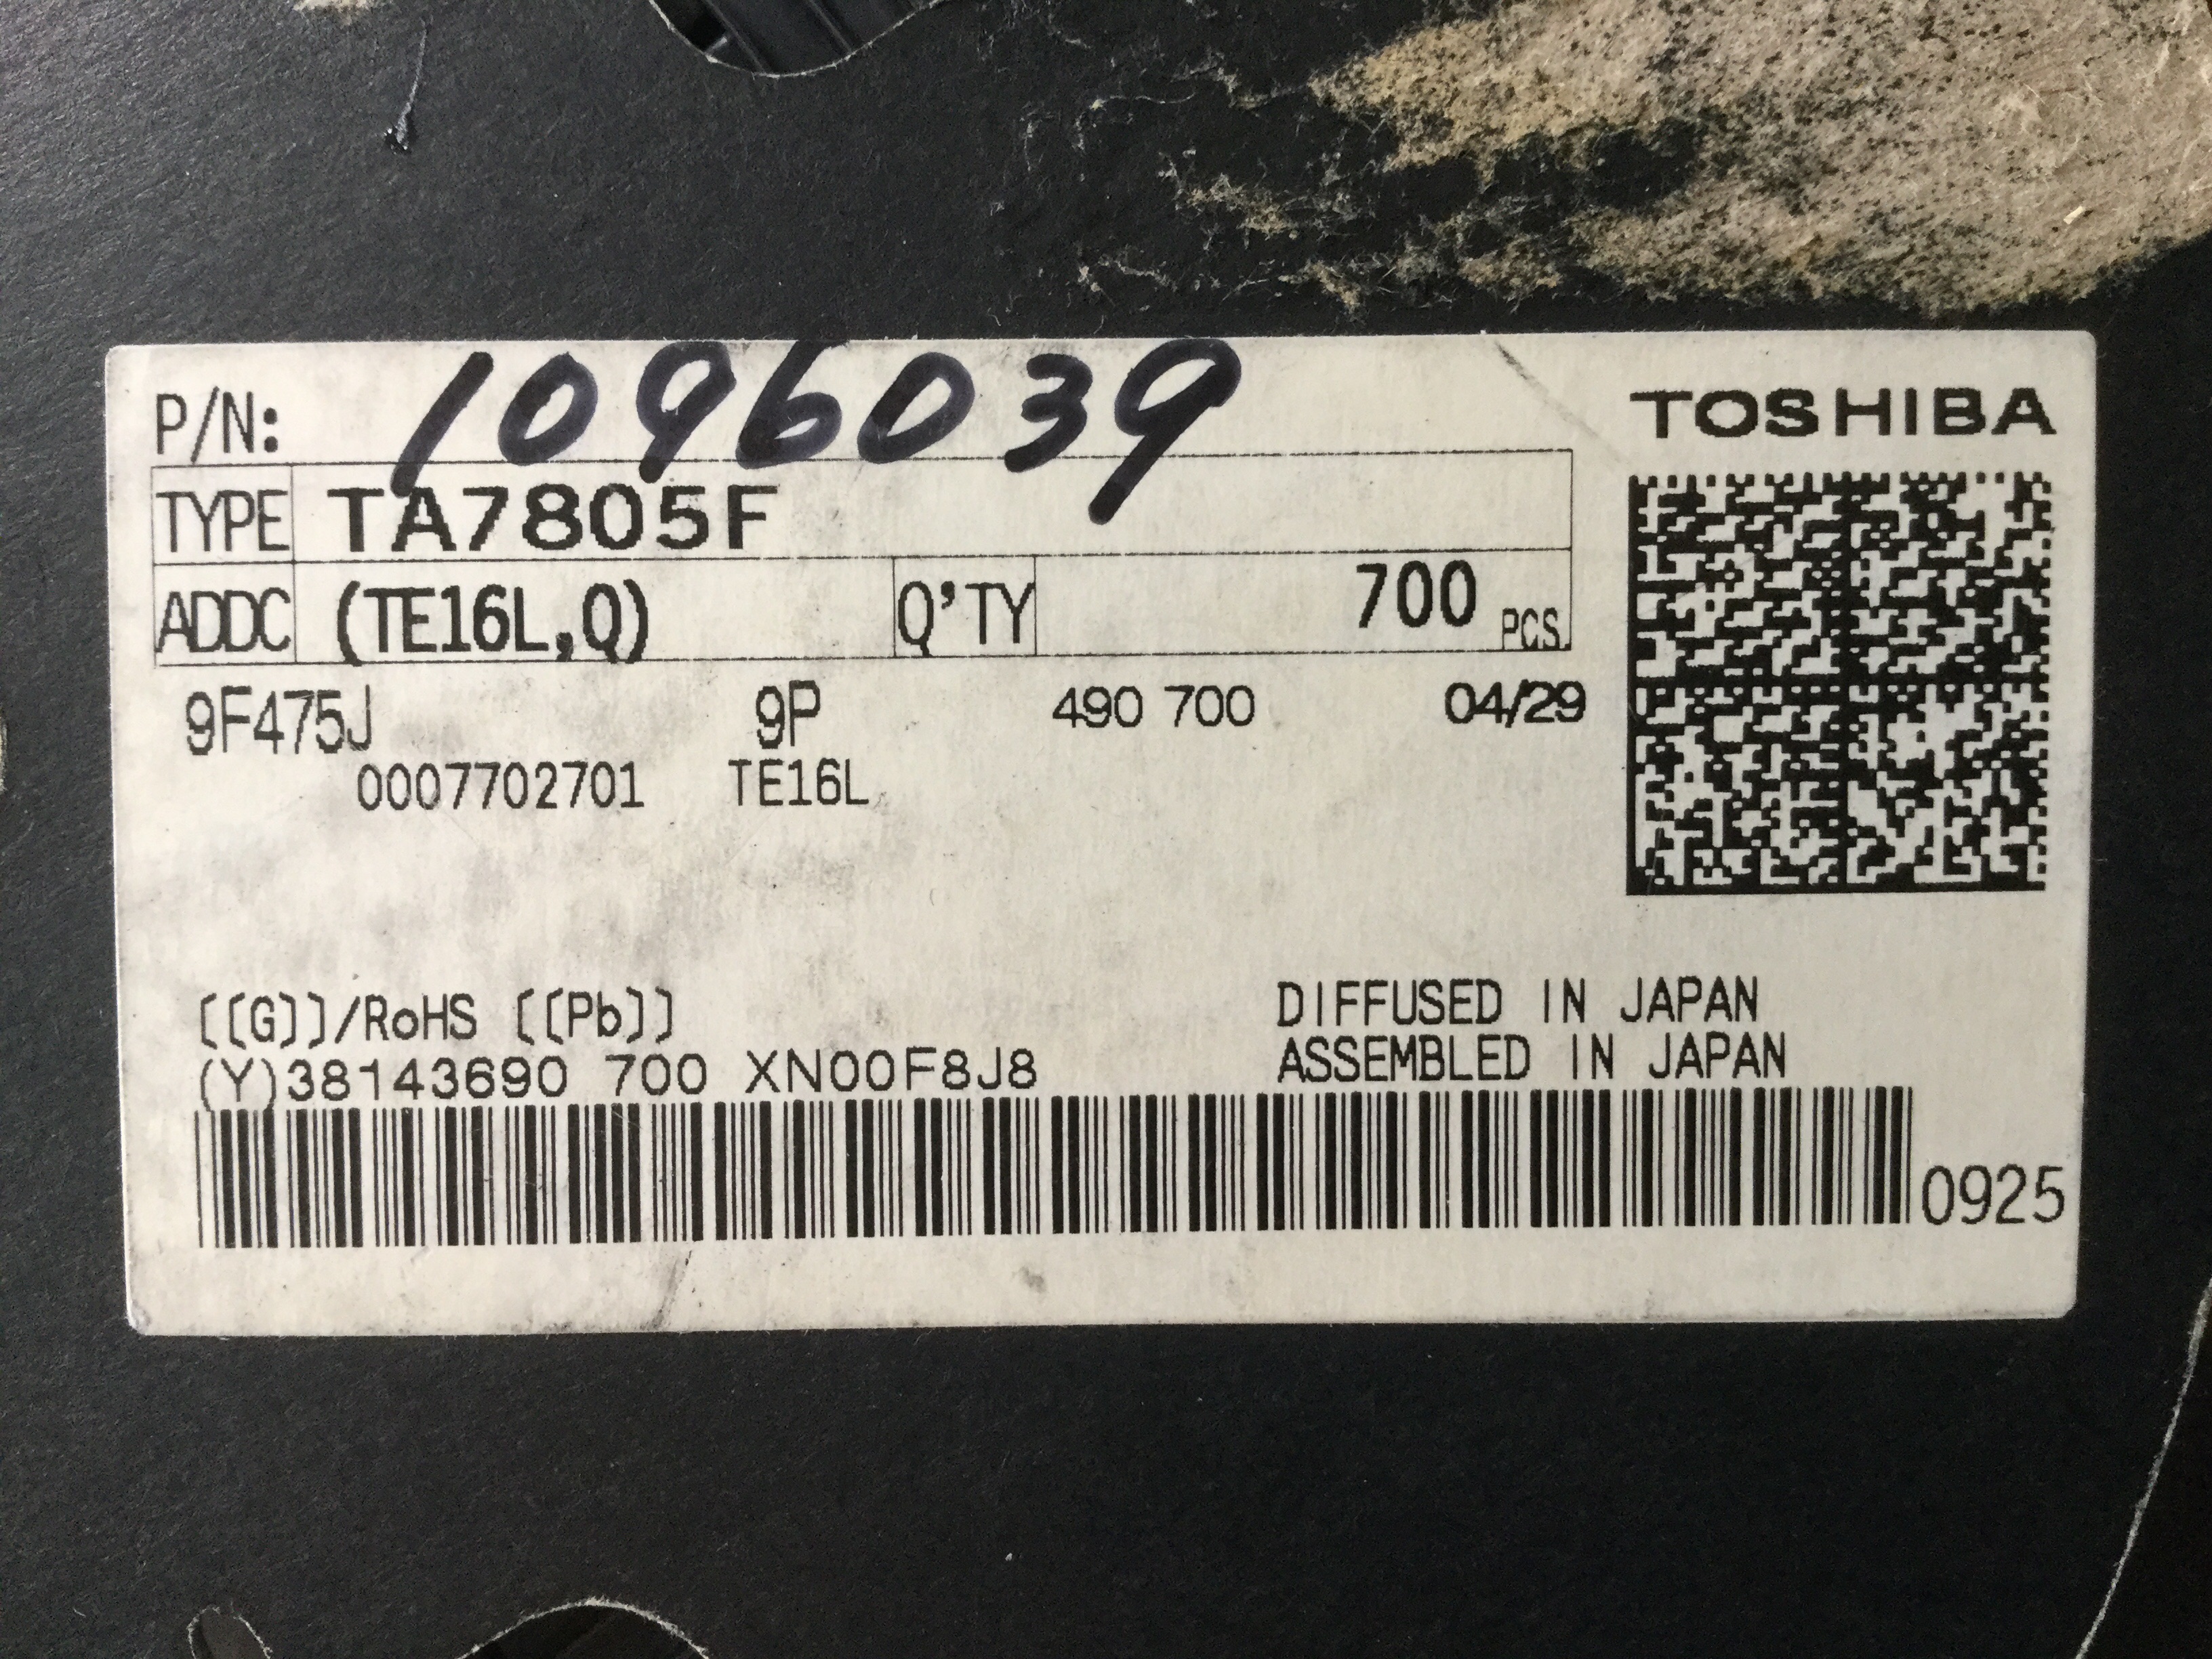 P/N: 1096039
TOSHIBA
TYPE TA7805F
ADDC (TE16L,Q) Q'TY 700 PCS.
9F475J 9P 490 700 04/29
0007702701 TE16L
[[G]]/RoHS [[Pb]]
DIFFUSED IN JAPAN
(Y)38143690 700 XN00F8J8
ASSEMBLED IN JAPAN
0925